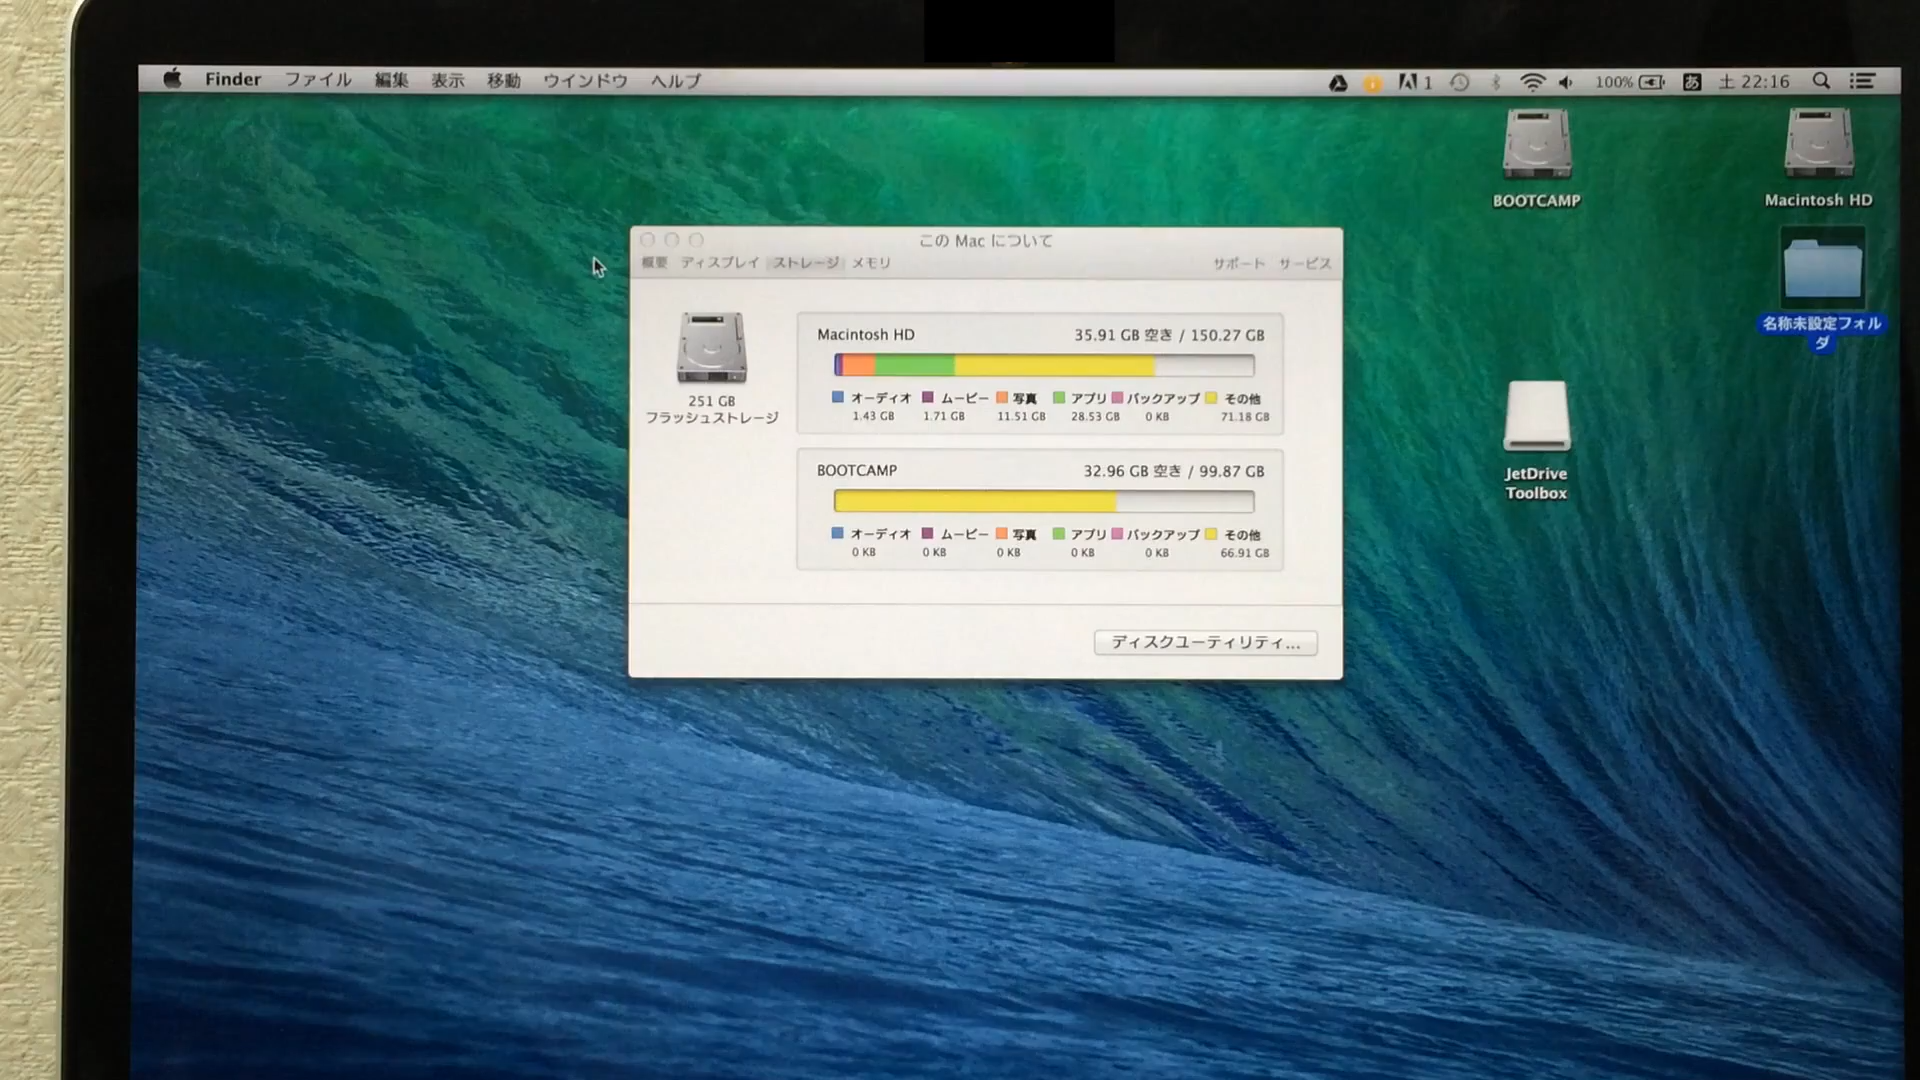 Finder ファイル 編集 表示 移動 ウインドウ ヘルプ
1 100% あ 土 22:16
BOOTCAMP
Macintosh HD
名称未設定フォル
ダ
JetDrive
Toolbox
この Mac について
概要 ディスプレイ ストレージ メモリ
サポート サービス
251 GB
フラッシュストレージ
Macintosh HD 35.91 GB 空き / 150.27 GB
オーディオ ムービー 写真 アプリ バックアップ その他
1.43 GB 1.71 GB 11.51 GB 28.53 GB 0 KB 71.18 GB
BOOTCAMP 32.96 GB 空き / 99.87 GB
オーディオ ムービー 写真 アプリ バックアップ その他
0 KB 0 KB 0 KB 0 KB 0 KB 66.91 GB
ディスクユーティリティ...